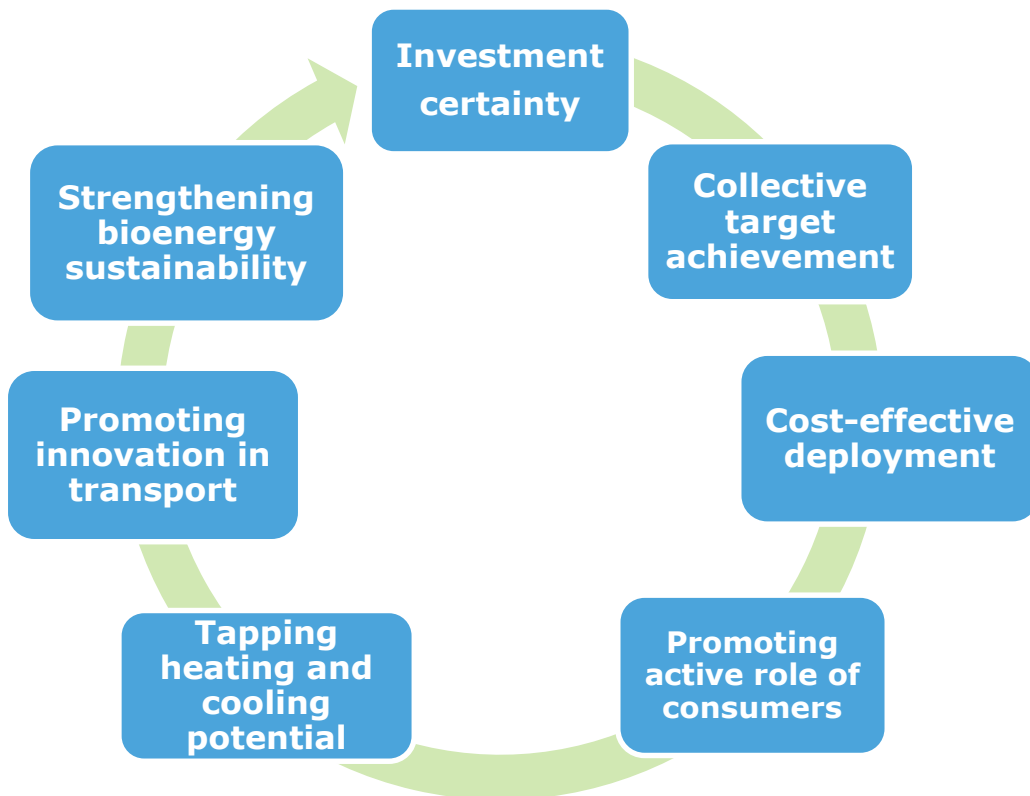 Investment
certainty
Collective
target
achievement
Cost-effective
deployment
Promoting
active role of
consumers
Tapping
heating and
cooling
potential
Promoting
innovation in
transport
Strengthening
bioenergy
sustainability